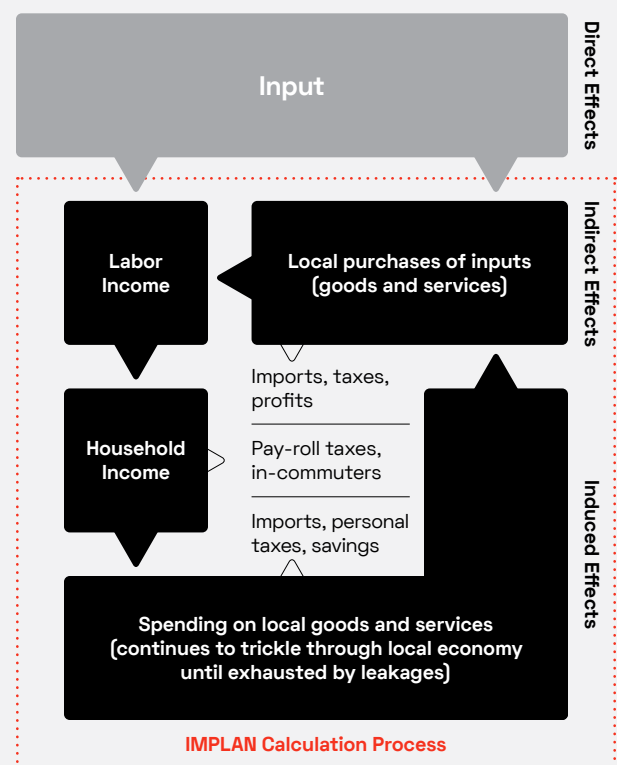 Input
Direct Effects
Labor
Income
Local purchases of inputs
(goods and services)
Indirect Effects
Imports, taxes,
profits
Household
Income
Pay-roll taxes,
in-commuters
Imports, personal
taxes, savings
Induced Effects
Spending on local goods and services
(continues to trickle through local economy
until exhausted by leakages)
IMPLAN Calculation Process